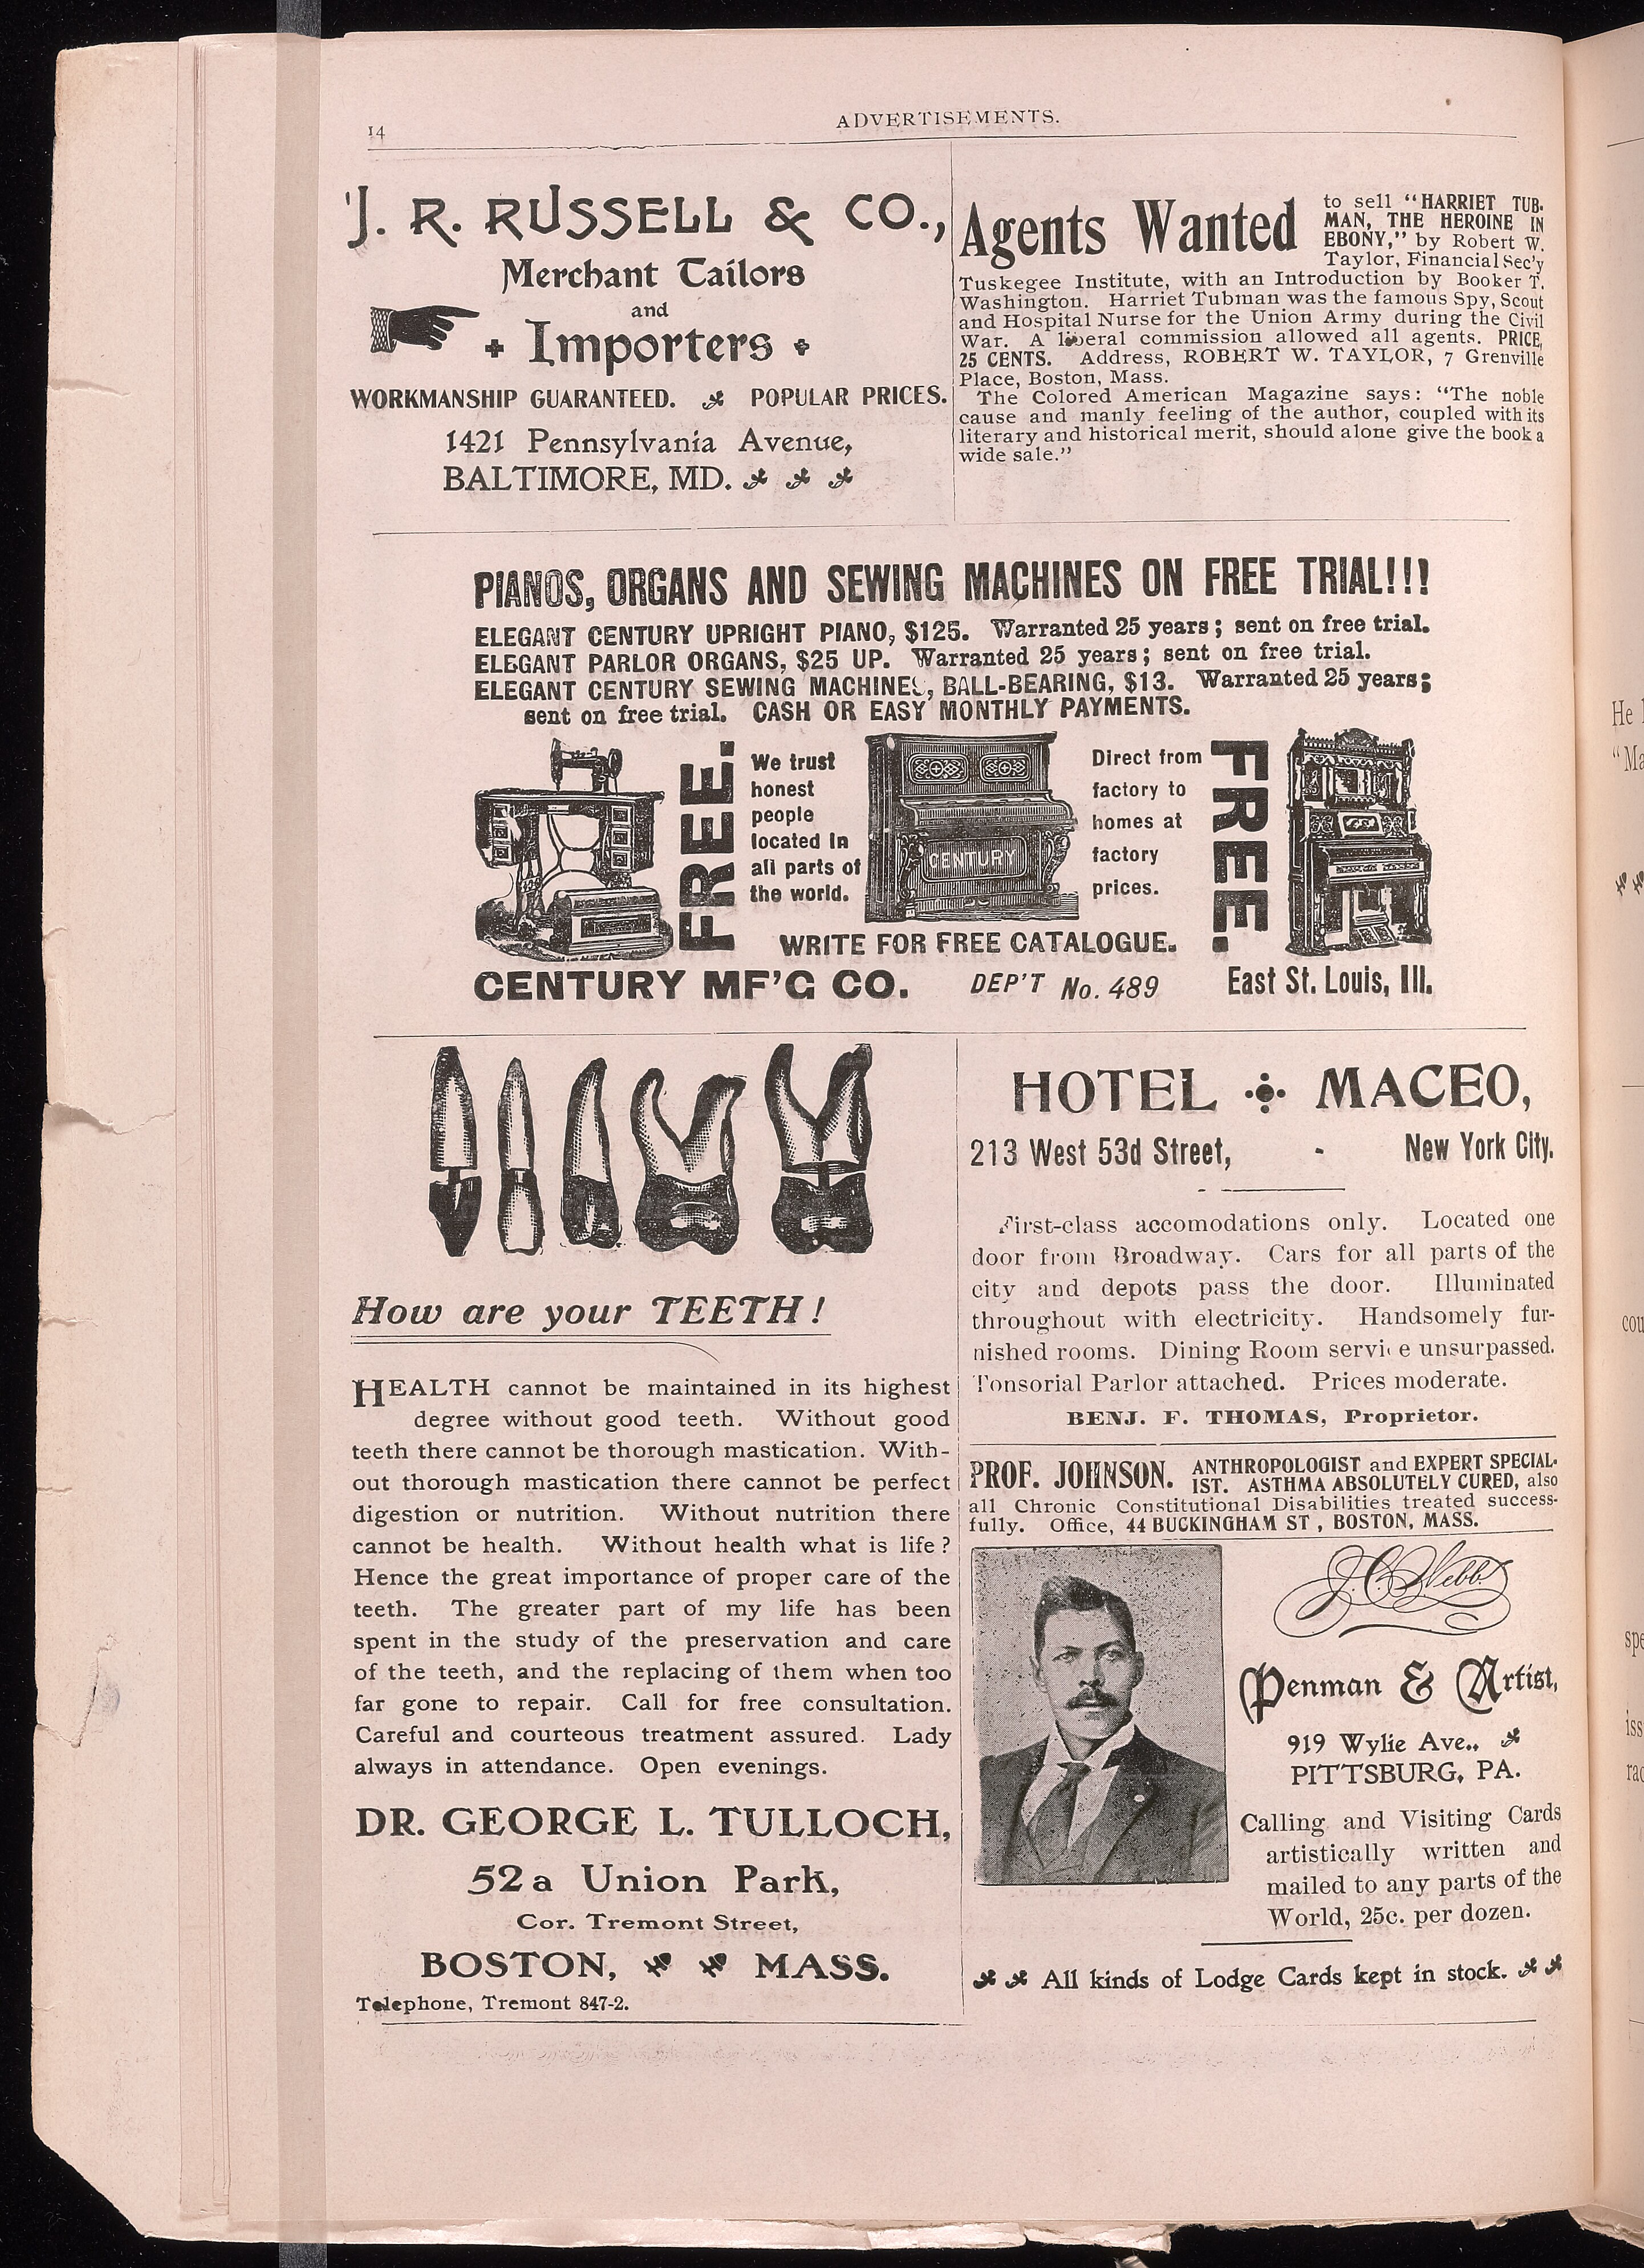 14
ADVERTISEMENTS.
J. R. RUSSELL & CO.,
Merchant Tailors
and
Importers
WORKMANSHIP GUARANTEED. POPULAR PRICES.
1421 Pennsylvania Avenue,
BALTIMORE, MD.
Agents Wanted
to sell "HARRIET TUB-
MAN, THE HEROINE IN
EBONY," by Robert W.
Taylor, Financial Sec'y
Tuskegee Institute, with an Introduction by Booker T.
Washington. Harriet Tubman was the famous Spy, Scout
and Hospital Nurse for the Union Army during the Civil
War. A liberal commission allowed all agents. PRICE,
25 CENTS. Address, ROBERT W. TAYLOR, 7 Grenville
Place, Boston, Mass.
The Colored American Magazine says: "The noble
cause and manly feeling of the author, coupled with its
literary and historical merit, should alone give the book a
wide sale."
PIANOS, ORGANS AND SEWING MACHINES ON FREE TRIAL!!!
ELEGANT CENTURY UPRIGHT PIANO, $125. Warranted 25 years; sent on free trial.
ELEGANT PARLOR ORGANS, $25 UP. Warranted 25 years; sent on free trial.
ELEGANT CENTURY SEWING MACHINES, BALL-BEARING, $13. Warranted 25 years;
sent on free trial. CASH OR EASY MONTHLY PAYMENTS.
FREE.
We trust
honest
people
located in
all parts of
the world.
CENTURY
Direct from
factory to
homes at
factory
prices.
FREE.
WRITE FOR FREE CATALOGUE.
CENTURY MF'G CO. DEP'T No. 489 East St. Louis, Ill.
How are your TEETH!
HEALTH cannot be maintained in its highest
degree without good teeth. Without good
teeth there cannot be thorough mastication. With-
out thorough mastication there cannot be perfect
digestion or nutrition. Without nutrition there
cannot be health. Without health what is life?
Hence the great importance of proper care of the
teeth. The greater part of my life has been
spent in the study of the preservation and care
of the teeth, and the replacing of them when too
far gone to repair. Call for free consultation.
Careful and courteous treatment assured. Lady
always in attendance. Open evenings.
DR. GEORGE L. TULLOCH,
52a Union Park,
Cor. Tremont Street,
BOSTON, MASS.
Telephone, Tremont 847-2.
HOTEL MACEO,
213 West 53d Street, - New York City.
First-class accomodations only. Located one
door from Broadway. Cars for all parts of the
city and depots pass the door. Illuminated
throughout with electricity. Handsomely fur-
nished rooms. Dining Room service unsurpassed.
Tonsorial Parlor attached. Prices moderate.
BENJ. F. THOMAS, Proprietor.
PROF. JOHNSON. ANTHROPOLOGIST and EXPERT SPECIAL-
IST. ASTHMA ABSOLUTELY CURED, also
all Chronic Constitutional Disabilities treated success-
fully. Office, 44 BUCKINGHAM ST, BOSTON, MASS.
J. C. Webb
Penman & Artist,
919 Wylie Ave.,
PITTSBURG, PA.
Calling and Visiting Cards
artistically written and
mailed to any parts of the
World, 25c. per dozen.
All kinds of Lodge Cards kept in stock.
He
"Ma
cou
spe
iss
rac